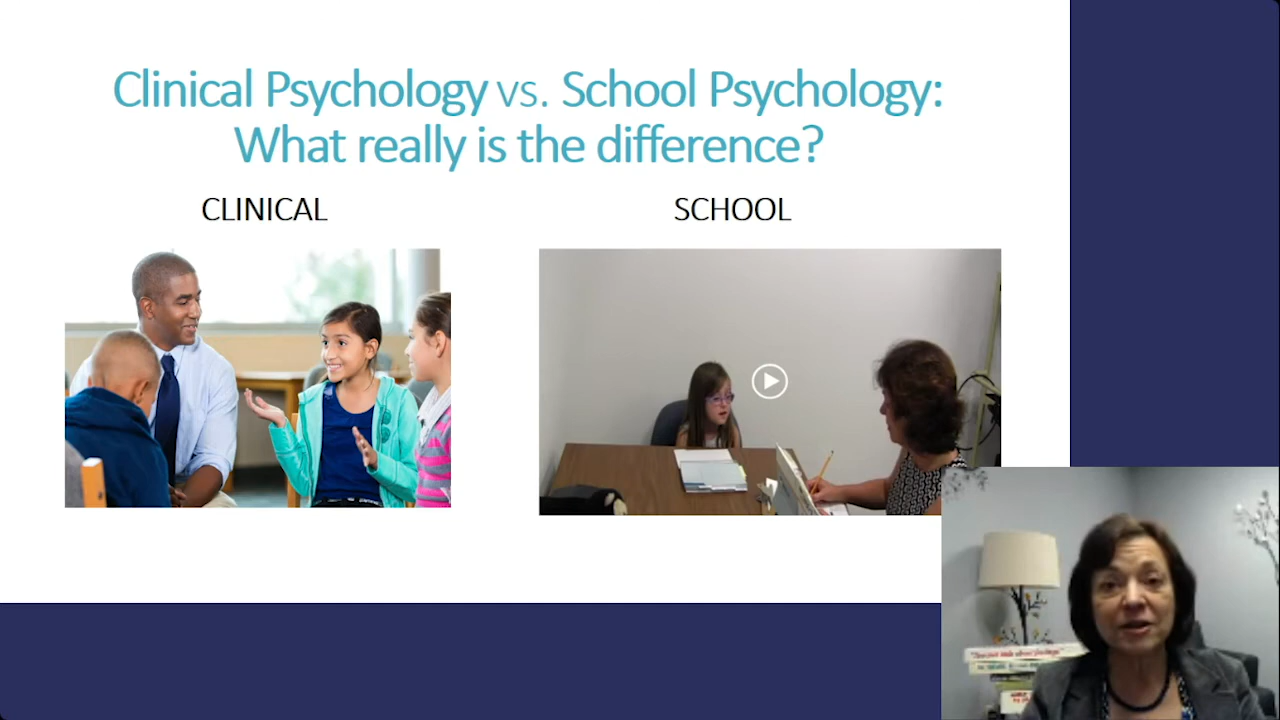 Clinical Psychology vs. School Psychology:
What really is the difference?
CLINICAL
SCHOOL